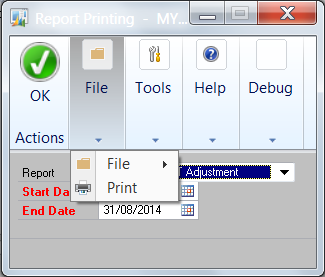 Report Printing - MY...
OK
File
Tools
Help
Debug
Actions
File
Print
Report
Adjustment
Start Da
End Date
31/08/2014